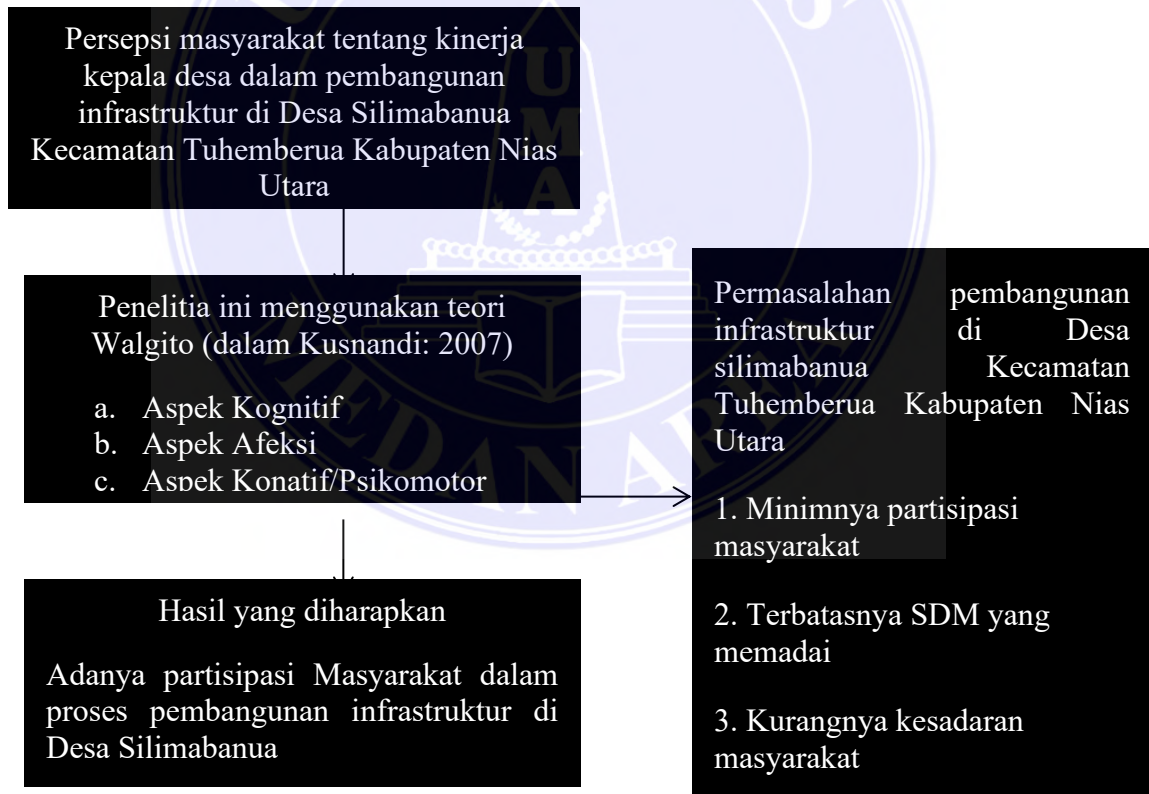 Persepsi masyarakat tentang kinerja
kepala desa dalam pembangunan
infrastruktur di Desa Silimabanua
Kecamatan Tuhemberua Kabupaten Nias
Utara
Penelitia ini menggunakan teori
Walgito (dalam Kusnandi: 2007)
a. Aspek Kognitif
b. Aspek Afeksi
c. Aspek Konatif/Psikomotor
Hasil yang diharapkan
Adanya partisipasi Masyarakat dalam
proses pembangunan infrastruktur di
Desa Silimabanua
Permasalahan pembangunan
infrastruktur di Desa
silimabanua Kecamatan
Tuhemberua Kabupaten Nias
Utara
1. Minimnya partisipasi
masyarakat
2. Terbatasnya SDM yang
memadai
3. Kurangnya kesadaran
masyarakat
UMA
MEDAN AREA